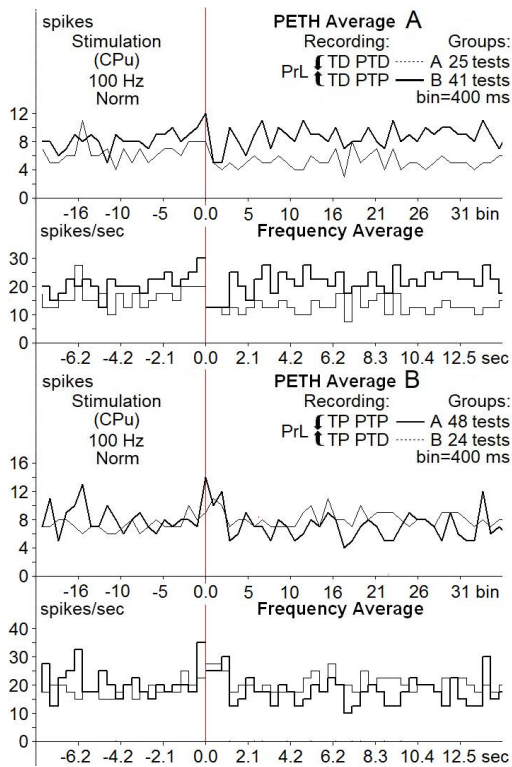 spikes
Stimulation
(CPu)
100 Hz
Norm
PETH Average A
Recording: Groups:
PrL TD PTD A 25 tests
TD PTP B 41 tests
bin=400 ms
12
8
4
0
-16 -10 -5 0.0 5 10 16 21 26 31 bin
spikes/sec Frequency Average
30
20
10
0
-6.2 -4.2 -2.1 0.0 2.1 4.2 6.2 8.3 10.4 12.5 sec
spikes
Stimulation
(CPu)
100 Hz
Norm
PETH Average B
Recording: Groups:
PrL TP PTP A 48 tests
TP PTD B 24 tests
bin=400 ms
16
12
8
4
0
-16 -10 -5 0.0 5 10 16 21 26 31 bin
spikes/sec Frequency Average
40
30
20
10
0
-6.2 -4.2 -2.1 0.0 2.1 4.2 6.2 8.3 10.4 12.5 sec